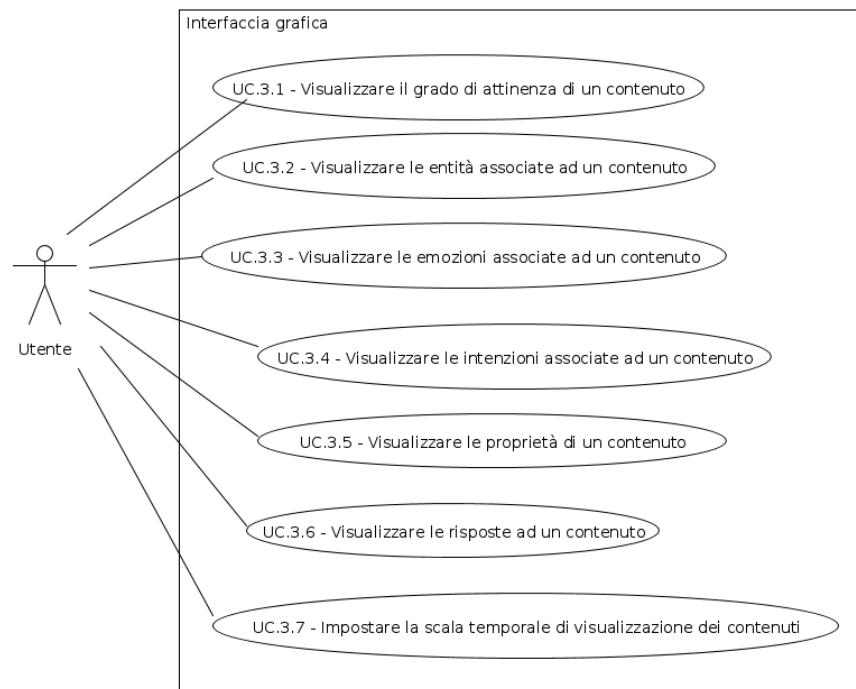 Interfaccia grafica
UC.3.1 - Visualizzare il grado di attinenza di un contenuto
UC.3.2 - Visualizzare le entità associate ad un contenuto
UC.3.3 - Visualizzare le emozioni associate ad un contenuto
Utente
UC.3.4 - Visualizzare le intenzioni associate ad un contenuto
UC.3.5 - Visualizzare le proprietà di un contenuto
UC.3.6 - Visualizzare le risposte ad un contenuto
UC.3.7 - Impostare la scala temporale di visualizzazione dei contenuti